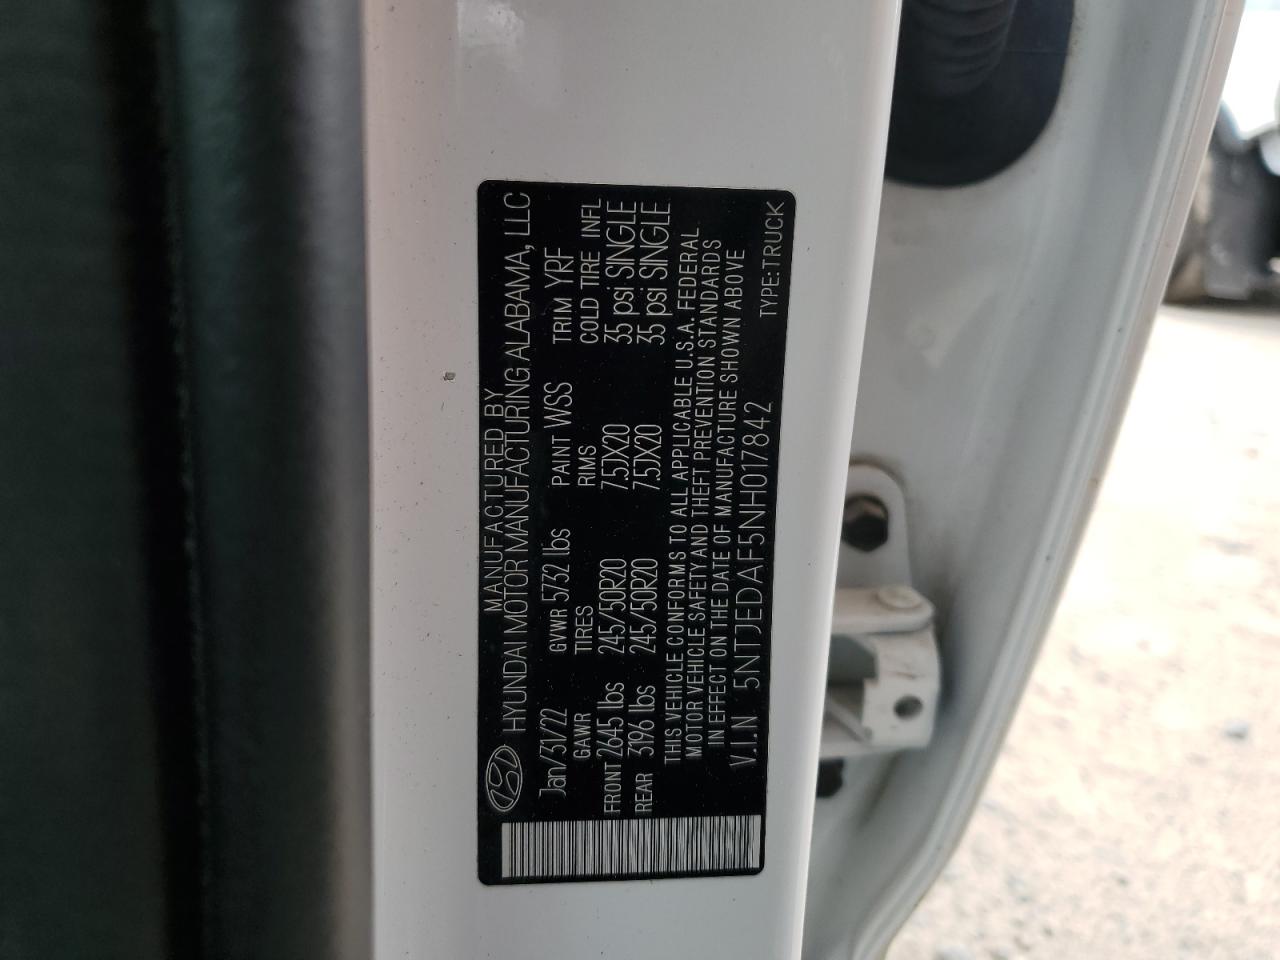 MANUFACTURED BY
HYUNDAI MOTOR MANUFACTURING ALABAMA, LLC
Jan/31/22 GVWR 5732 lbs PAINT WSS TRIM YRF
GAWR TIRES RIMS COLD TIRE INFL
FRONT 2645 lbs 245/50R20 7.5JX20 35 psi SINGLE
REAR 3196 lbs 245/50R20 7.5JX20 35 psi SINGLE
THIS VEHICLE CONFORMS TO ALL APPLICABLE U.S.A. FEDERAL
MOTOR VEHICLE SAFETY AND THEFT PREVENTION STANDARDS
IN EFFECT ON THE DATE OF MANUFACTURE SHOWN ABOVE
V.I.N 5NTJEDAF5NH017842 TYPE:TRUCK